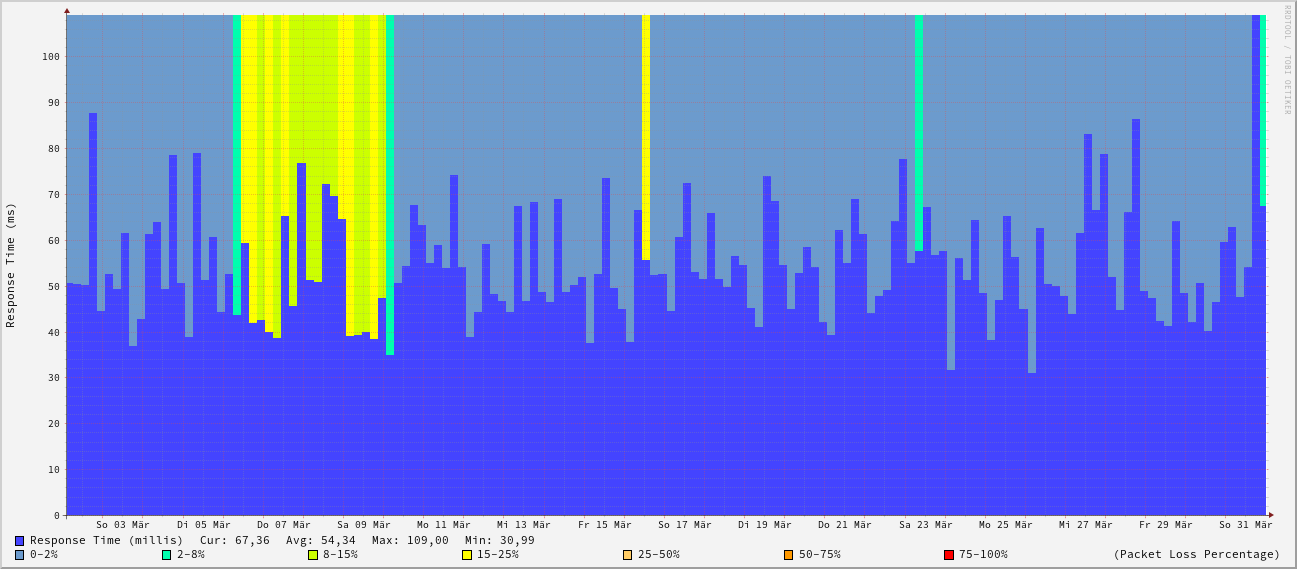 RRDTOOL / TOBI OETIKER
Response Time (ms)
100
90
80
70
60
50
40
30
20
10
0
So 03 Mär Di 05 Mär Do 07 Mär Sa 09 Mär Mo 11 Mär Mi 13 Mär Fr 15 Mär So 17 Mär Di 19 Mär Do 21 Mär Sa 23 Mär Mo 25 Mär Mi 27 Mär Fr 29 Mär So 31 Mär
Response Time (millis) Cur: 67,36 Avg: 54,34 Max: 109,00 Min: 30,99
0-2% 2-8% 8-15% 15-25% 25-50% 50-75% 75-100% (Packet Loss Percentage)